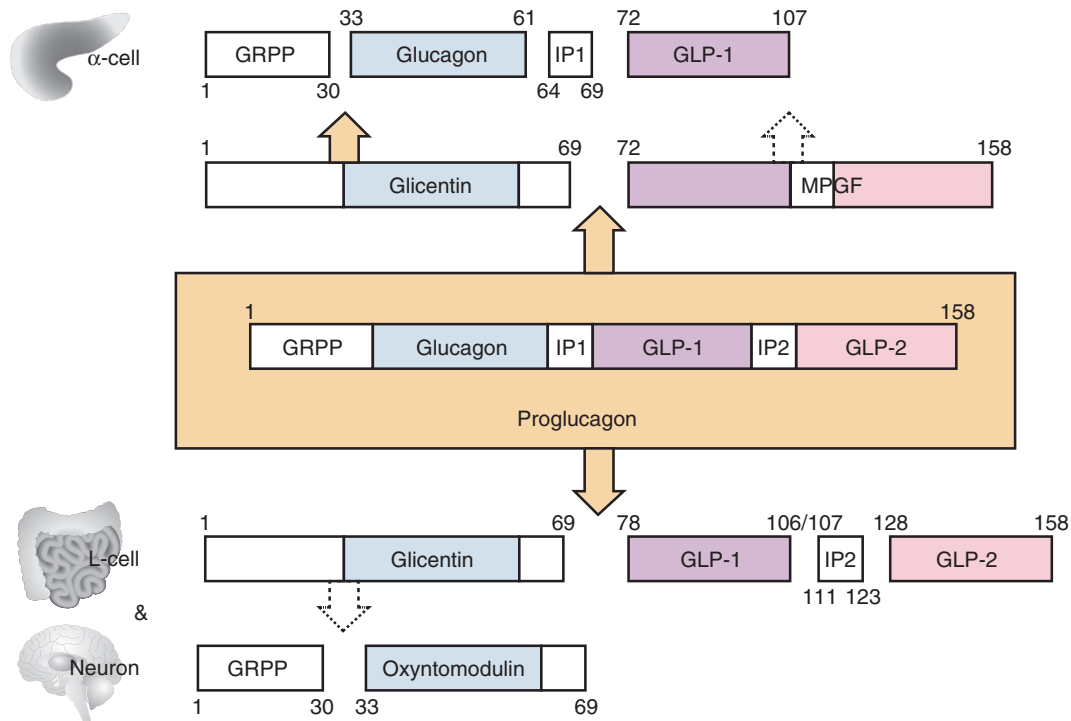 33 61 72 107
α-cell GRPP Glucagon IP1 GLP-1
1 30 64 69
1 69 72 158
Glicentin MPGF
1 158
GRPP Glucagon IP1 GLP-1 IP2 GLP-2
Proglucagon
1 69 78 106/107 128 158
L-cell Glicentin GLP-1 IP2 GLP-2
111 123
&
Neuron GRPP Oxyntomodulin
1 30 33 69